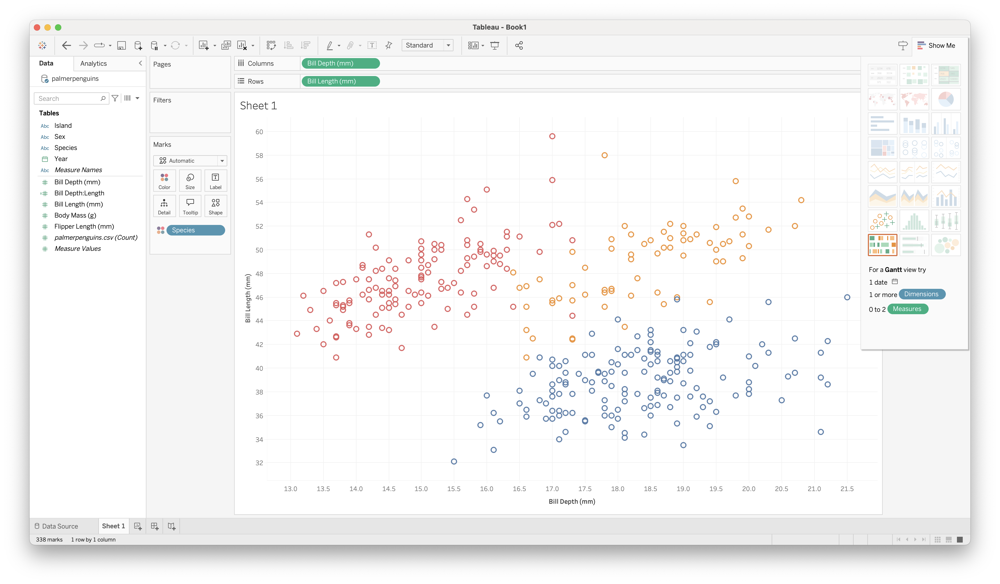 Tableau - Book1
Standard
Show Me
Data
Analytics
palmerpenguins
Search
Tables
Abc Island
Abc Sex
Abc Species
Year
Abc Measure Names
Bill Depth (mm)
Bill Depth:Length
Bill Length (mm)
Body Mass (g)
Flipper Length (mm)
palmerpenguins.csv (Count)
Measure Values
Pages
Filters
Marks
Automatic
Color Size Label
Detail Tooltip Shape
Species
Columns Bill Depth (mm)
Rows Bill Length (mm)
Sheet 1
60
58
56
54
52
50
48
46
44
42
40
38
36
34
32
Bill Length (mm)
13.0 13.5 14.0 14.5 15.0 15.5 16.0 16.5 17.0 17.5 18.0 18.5 19.0 19.5 20.0 20.5 21.0 21.5
Bill Depth (mm)
For a Gantt view try
1 date
1 or more Dimensions
0 to 2 Measures
Data Source
Sheet 1
338 marks 1 row by 1 column